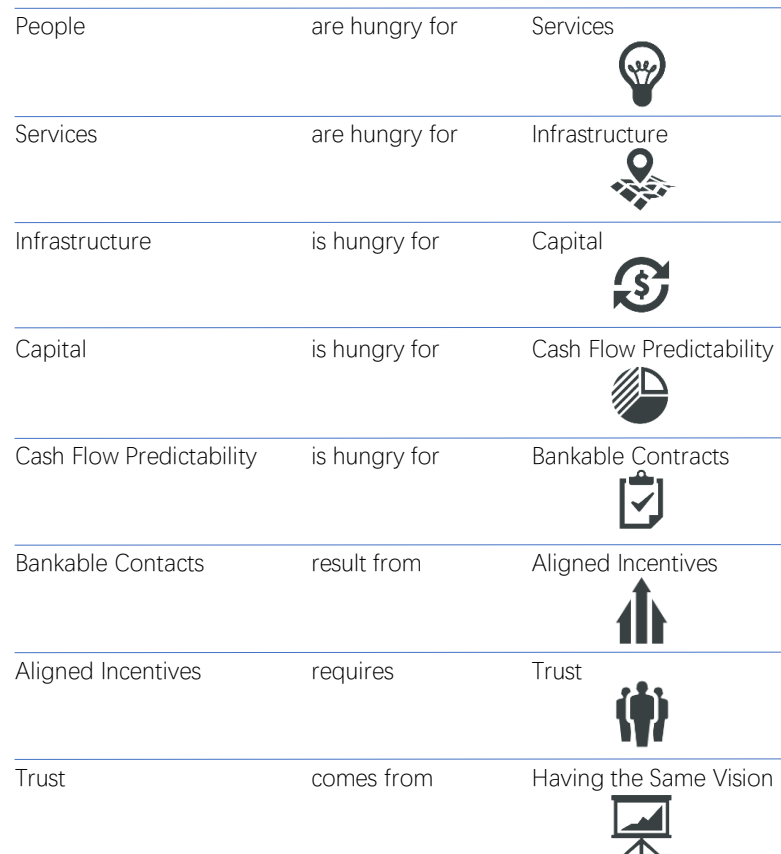 People are hungry for Services
Services are hungry for Infrastructure
Infrastructure is hungry for Capital
$
Capital is hungry for Cash Flow Predictability
Cash Flow Predictability is hungry for Bankable Contracts
Bankable Contacts result from Aligned Incentives
Aligned Incentives requires Trust
Trust comes from Having the Same Vision